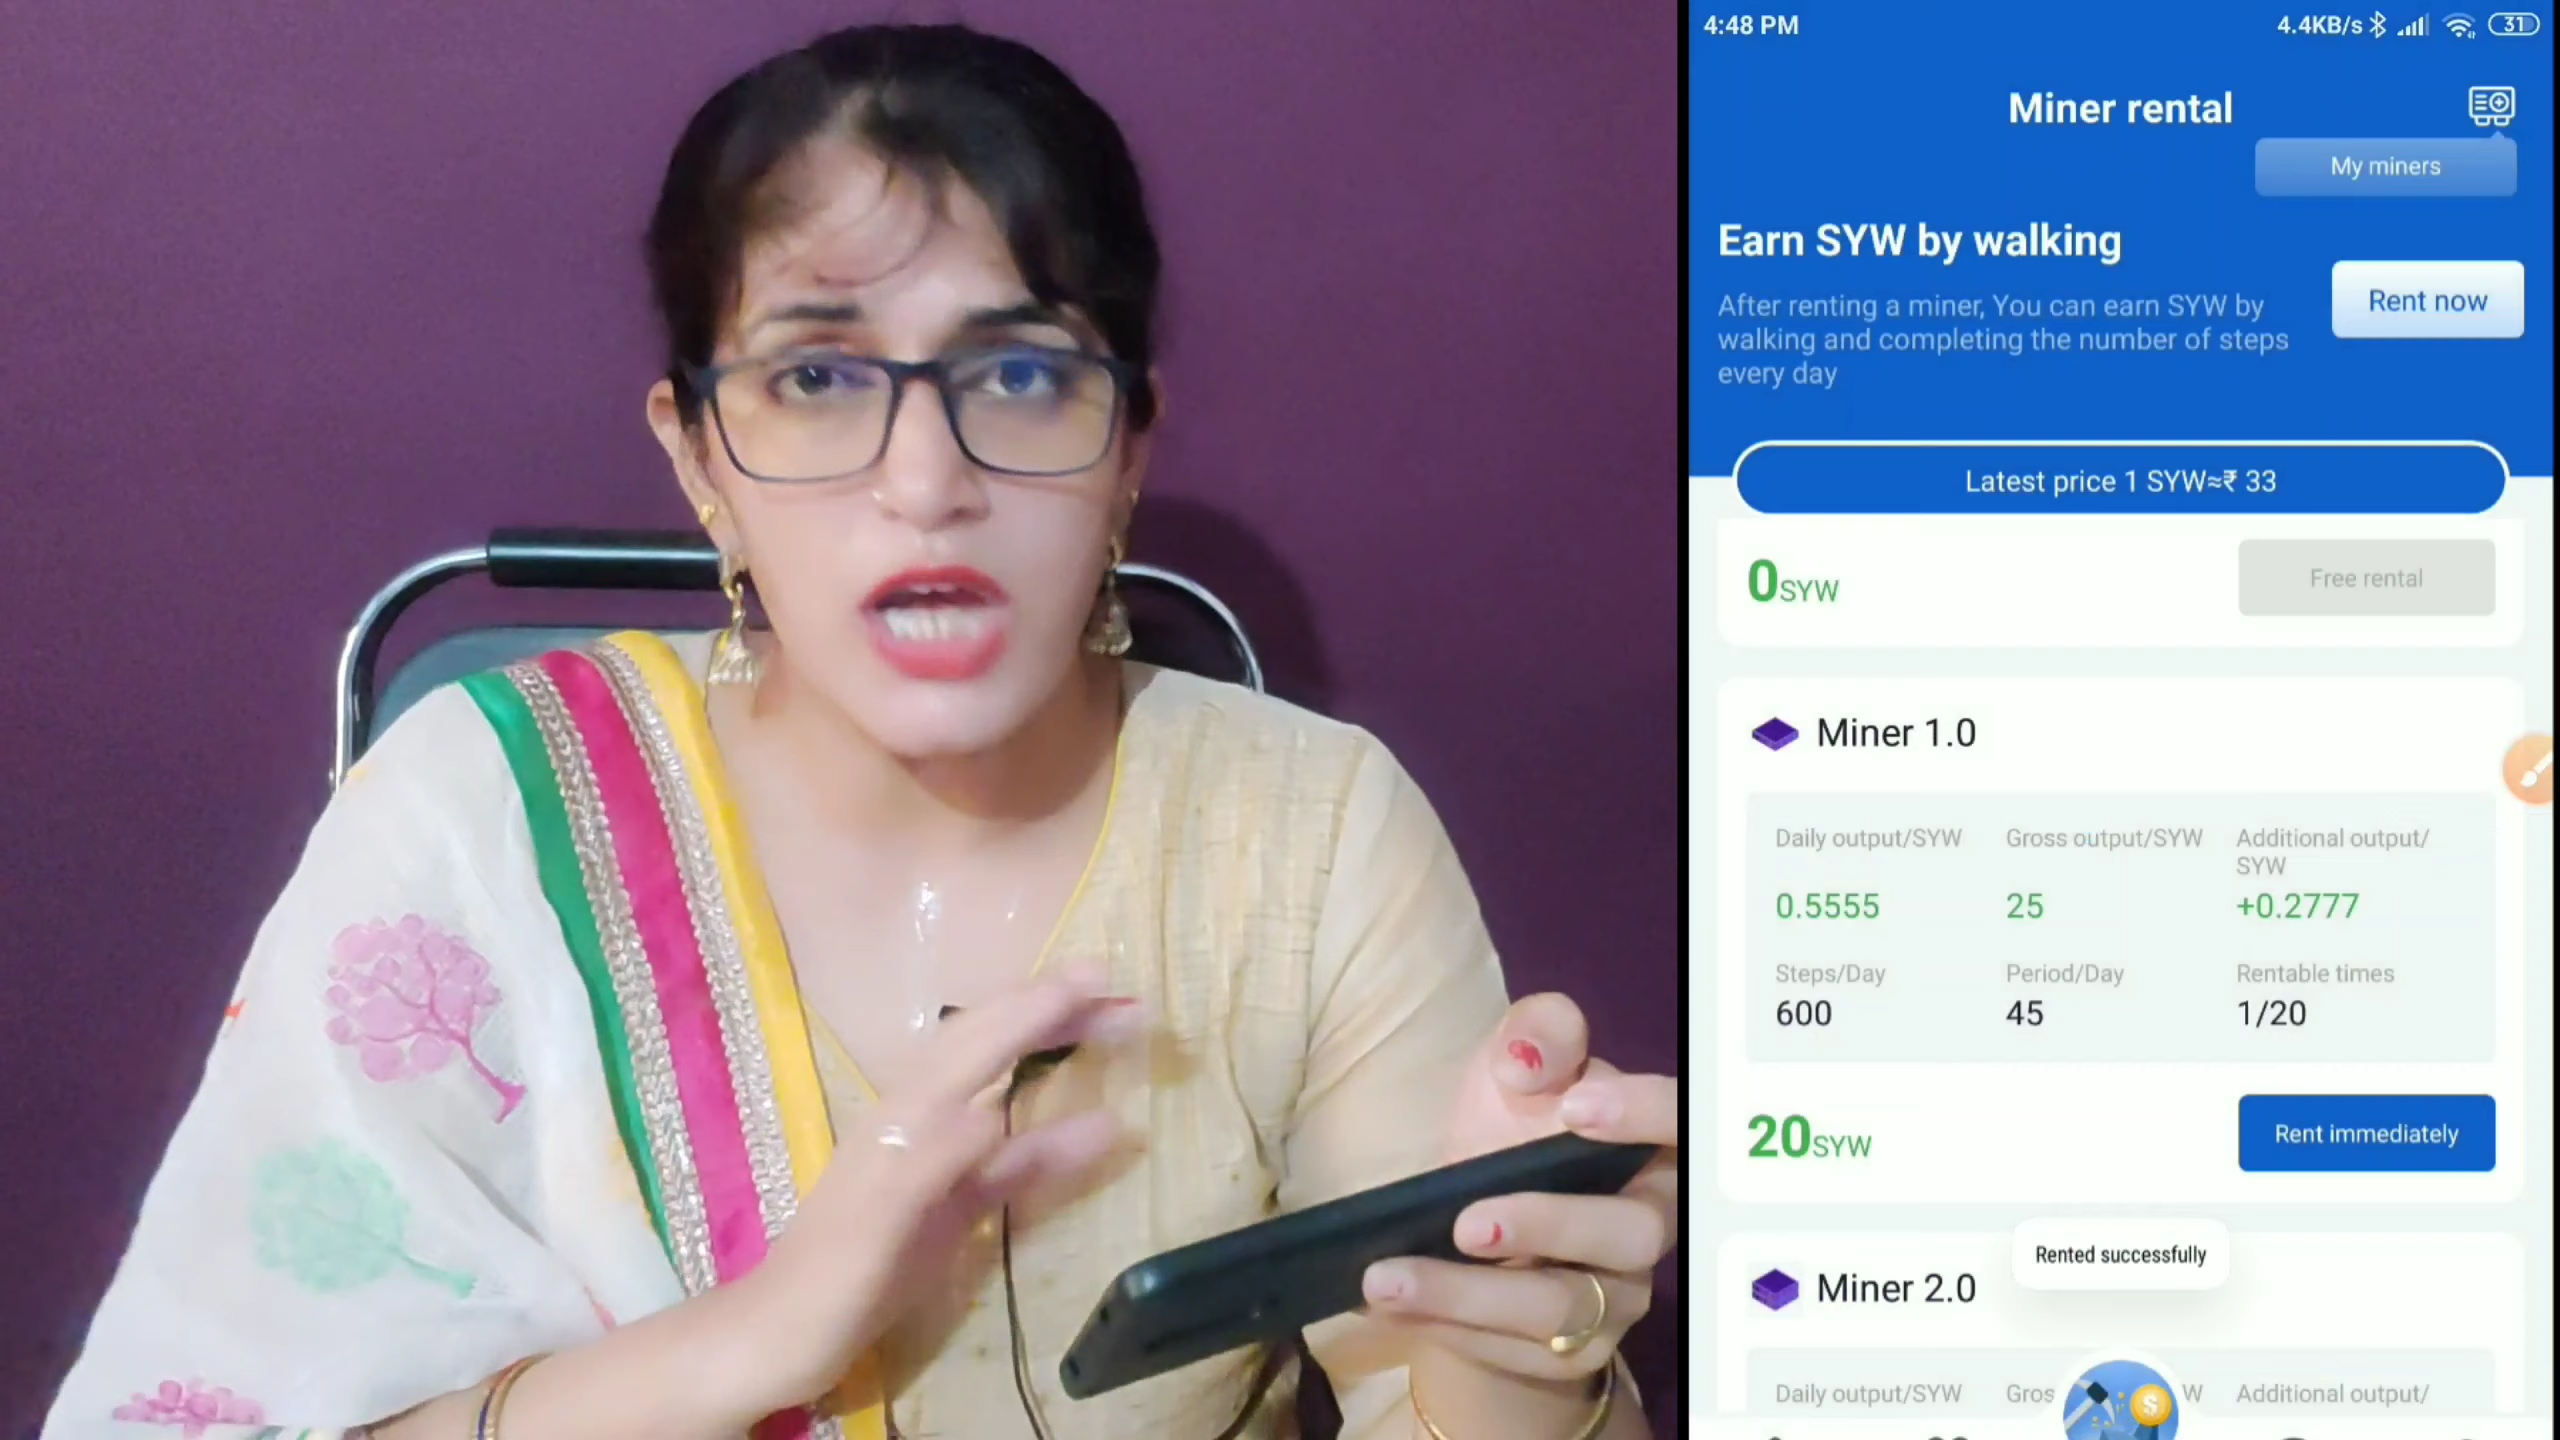 4:48 PM
4.4KB/s
31
Miner rental
My miners
Earn SYW by walking
After renting a miner, You can earn SYW by
walking and completing the number of steps
every day
Rent now
Latest price 1 SYW≈₹ 33
0SYW
Free rental
Miner 1.0
Daily output/SYW Gross output/SYW Additional output/
SYW
0.5555 25 +0.2777
Steps/Day Period/Day Rentable times
600 45 1/20
20SYW
Rent immediately
Rented successfully
Miner 2.0
Daily output/SYW Gros W Additional output/